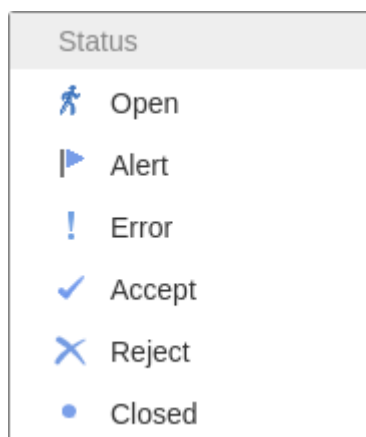 Status
Open
Alert
Error
Accept
Reject
Closed